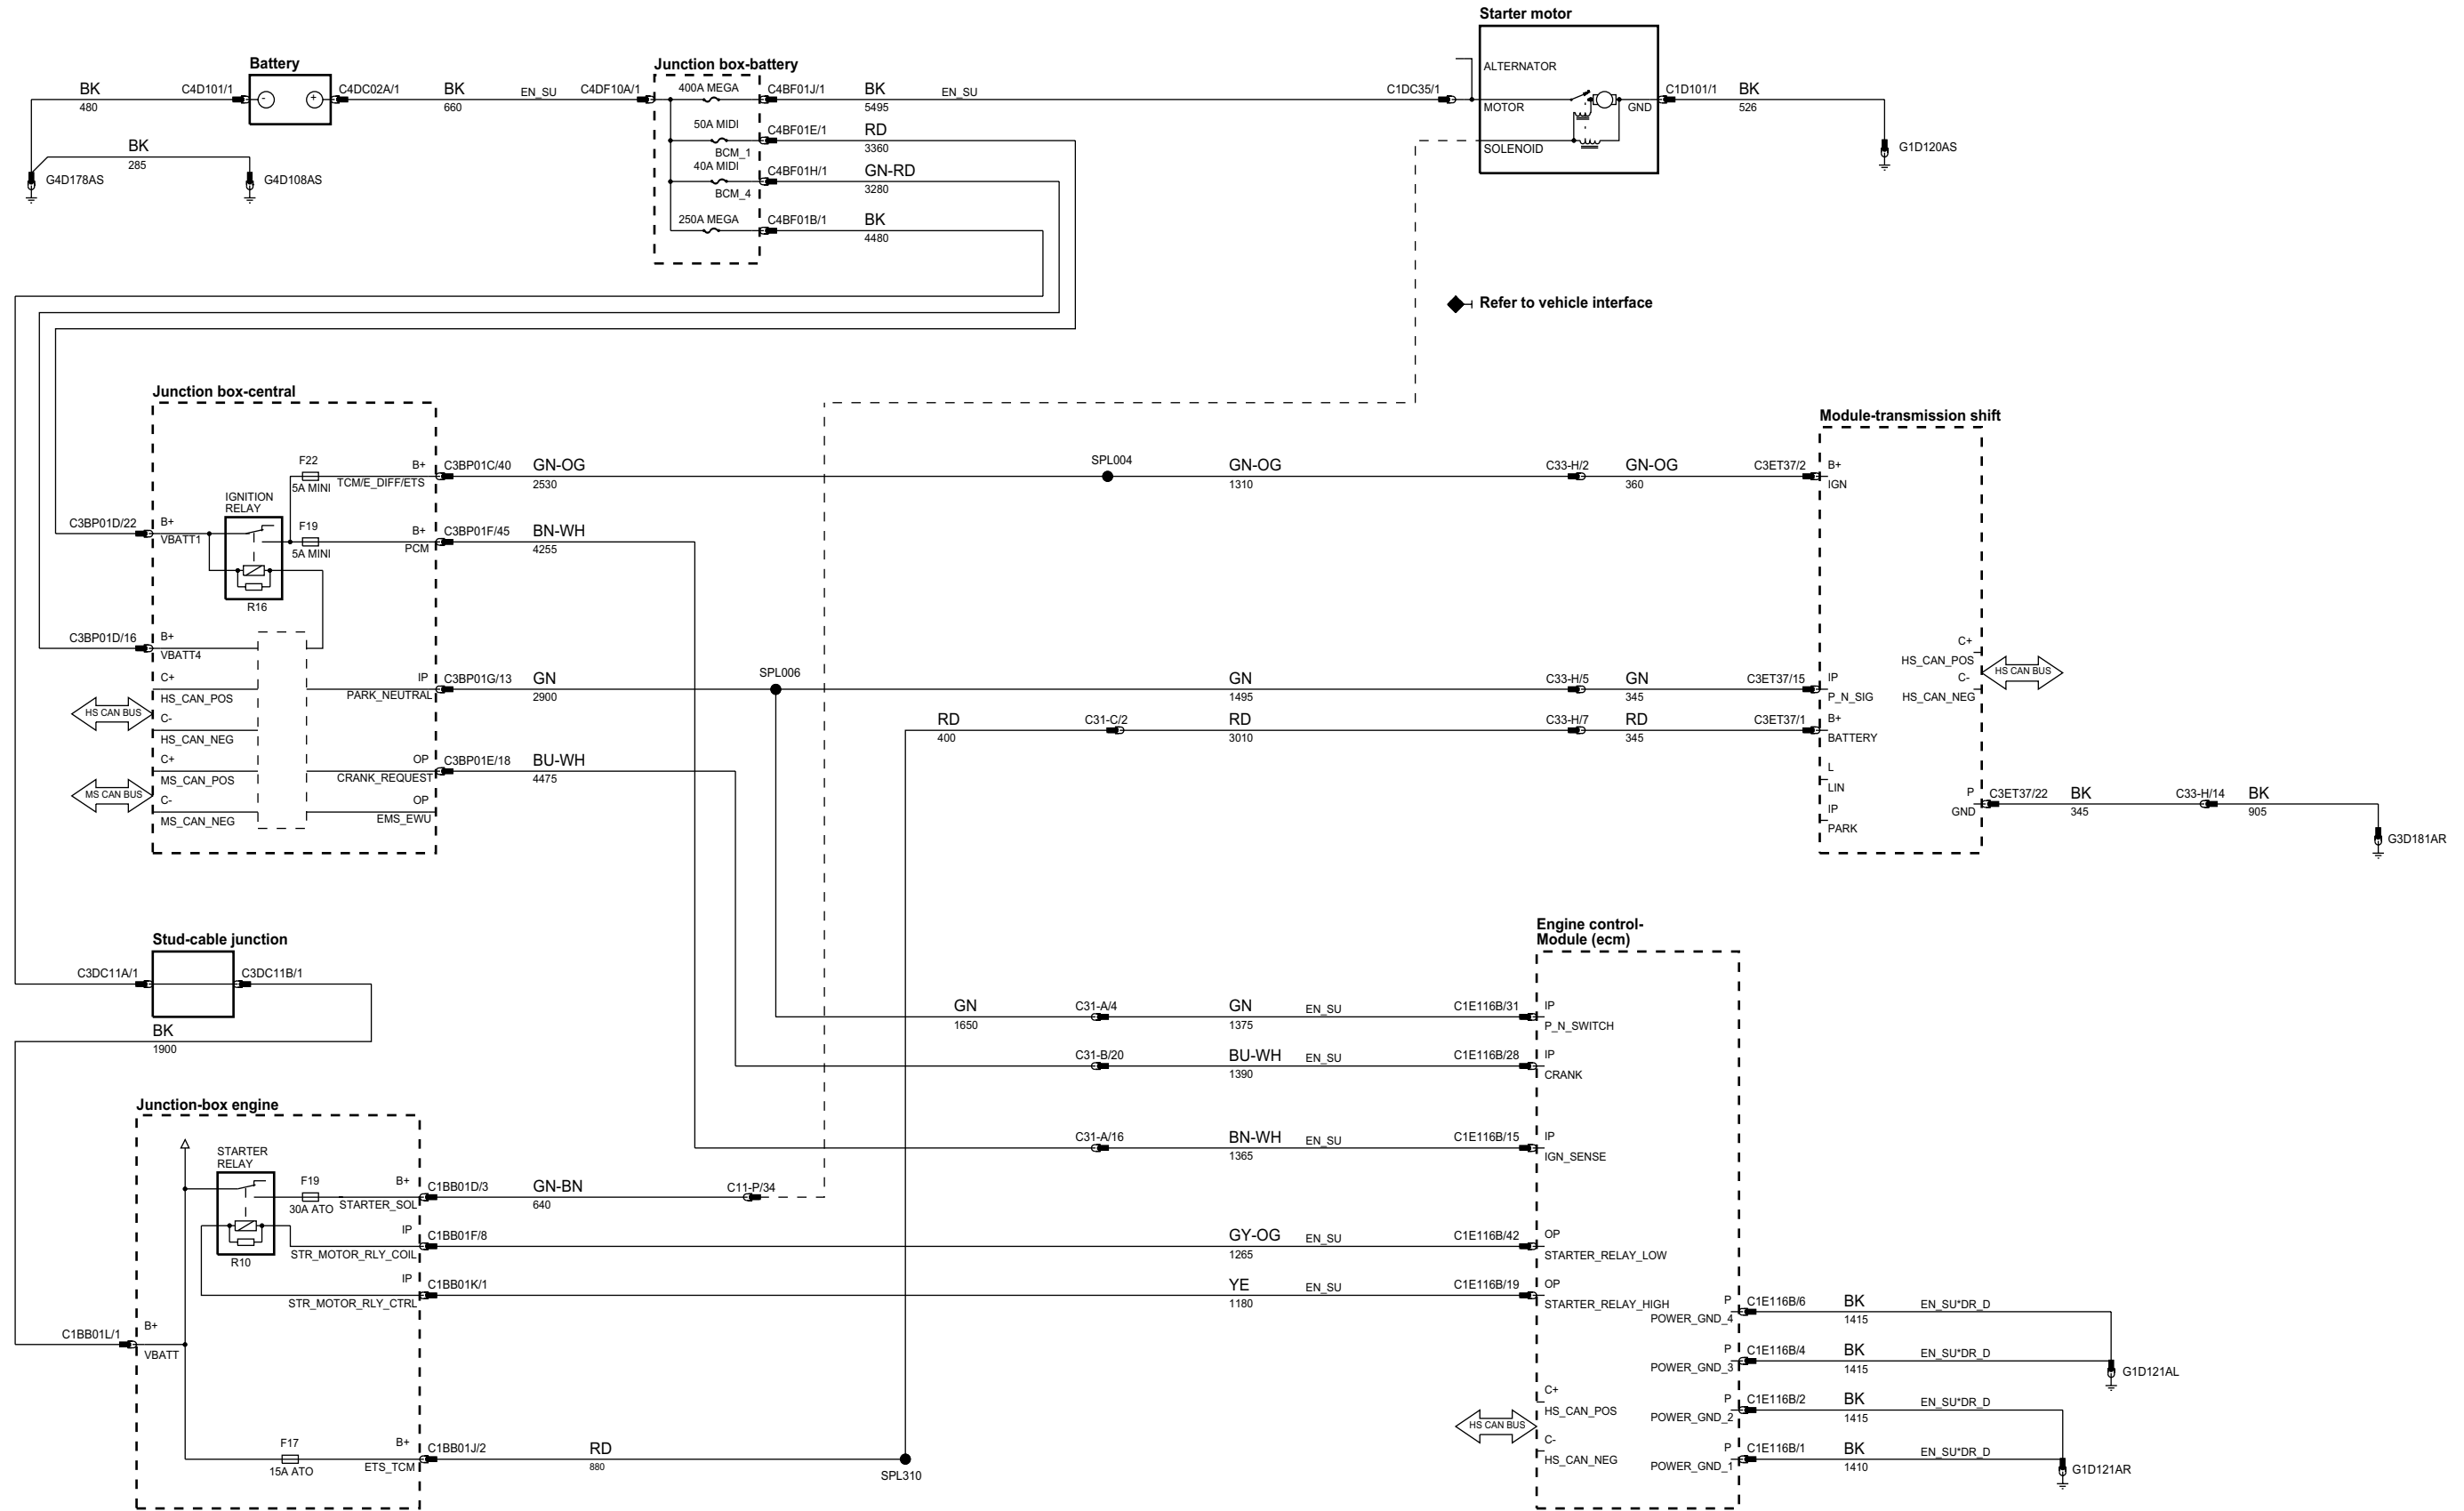 Starter motor
Battery
Junction box-battery
ALTERNATOR
BK
480
C4D101/1
-
+
C4DC02A/1
BK
660
EN_SU
C4DF10A/1
400A MEGA
C4BF01J/1
BK
5495
EN_SU
C1DC35/1
MOTOR
GND
C1D101/1
BK
526
50A MIDI
BCM_1
C4BF01E/1
RD
3360
SOLENOID
G1D120AS
BK
285
40A MIDI
BCM_4
C4BF01H/1
GN-RD
3280
G4D178AS
G4D108AS
250A MEGA
C4BF01B/1
BK
4480
Refer to vehicle interface
Junction box-central
Module-transmission shift
F22
5A MINI
B+
TCM/E_DIFF/ETS
C3BP01C/40
GN-OG
2530
SPL004
GN-OG
1310
C33-H/2
GN-OG
360
C3ET37/2
B+
IGN
IGNITION
RELAY
C3BP01D/22
B+
VBATT1
F19
5A MINI
B+
PCM
C3BP01F/45
BN-WH
4255
R16
C3BP01D/16
B+
VBATT4
C+
HS_CAN_POS
HS CAN BUS
C-
HS_CAN_NEG
IP
PARK_NEUTRAL
C3BP01G/13
GN
2900
SPL006
GN
1495
C33-H/5
GN
345
C3ET37/15
IP
P_N_SIG
C+
HS_CAN_POS
C-
HS_CAN_NEG
HS CAN BUS
RD
400
C31-C/2
RD
3010
C33-H/7
RD
345
C3ET37/1
B+
BATTERY
C+
MS_CAN_POS
MS CAN BUS
C-
MS_CAN_NEG
OP
CRANK_REQUEST
C3BP01E/18
BU-WH
4475
OP
EMS_EWU
L
LIN
IP
PARK
P
GND
C3ET37/22
BK
345
C33-H/14
BK
905
G3D181AR
Engine control-
Module (ecm)
Stud-cable junction
C3DC11A/1
C3DC11B/1
BK
1900
GN
1650
C31-A/4
GN
1375
EN_SU
C1E116B/31
IP
P_N_SWITCH
C31-B/20
BU-WH
1390
EN_SU
C1E116B/28
IP
CRANK
Junction-box engine
C31-A/16
BN-WH
1365
EN_SU
C1E116B/15
IP
IGN_SENSE
STARTER
RELAY
F19
30A ATO
B+
STARTER_SOL
C1BB01D/3
GN-BN
640
C11-P/34
R10
IP
STR_MOTOR_RLY_COIL
C1BB01F/8
GY-OG
1265
EN_SU
C1E116B/42
OP
STARTER_RELAY_LOW
IP
STR_MOTOR_RLY_CTRL
C1BB01K/1
YE
1180
EN_SU
C1E116B/19
OP
STARTER_RELAY_HIGH
P
POWER_GND_4
C1E116B/6
BK
1415
EN_SU*DR_D
C1BB01L/1
B+
VBATT
P
POWER_GND_3
C1E116B/4
BK
1415
EN_SU*DR_D
G1D121AL
C+
HS_CAN_POS
P
POWER_GND_2
C1E116B/2
BK
1415
EN_SU*DR_D
HS CAN BUS
C-
HS_CAN_NEG
P
POWER_GND_1
C1E116B/1
BK
1410
EN_SU*DR_D
G1D121AR
F17
15A ATO
B+
ETS_TCM
C1BB01J/2
RD
880
SPL310